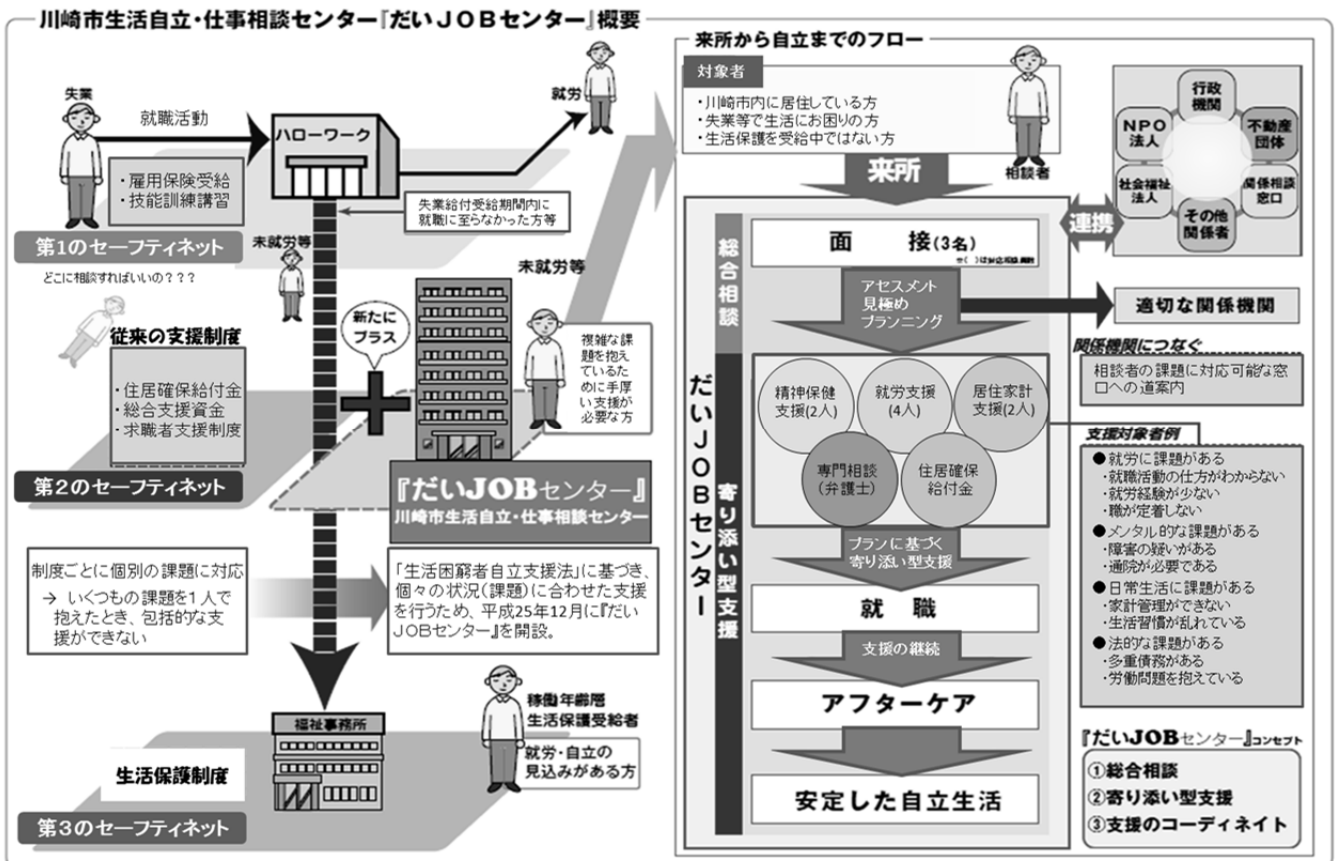 川崎市生活自立・仕事相談センター『だいJOBセンター』概要
失業
就職活動
・雇用保険受給
・技能訓練講習
ハローワーク
就労
失業給付受給期間内に
就職に至らなかった方等
第1のセーフティネット
どこに相談すればいいの？？？
未就労等
従来の支援制度
・住居確保給付金
・総合支援資金
・求職者支援制度
第2のセーフティネット
新たに
プラス
未就労等
複雑な課
題を抱え
ているた
めに手厚
い支援が
必要な方
『だいJOBセンター』
川崎市生活自立・仕事相談センター
制度ごとに個別の課題に対応
→ いくつもの課題を1人で
抱えたとき、包括的な支
援ができない
「生活困窮者自立支援法」に基づき、
個々の状況(課題)に合わせた支援
を行うため、平成25年12月に『だい
JOBセンター』を開設。
福祉事務所
生活保護制度
第3のセーフティネット
稼働年齢層
生活保護受給者
就労・自立の
見込みがある方
来所から自立までのフロー
対象者
・川崎市内に居住している方
・失業等で生活にお困りの方
・生活保護を受給中ではない方
相談者
来所
行政
機関
NPO
法人
不動産
団体
社会福祉
法人
関係相談
窓口
その他
関係者
連携
だいJOBセンター
総合相談
面 接(3名)
アセスメント
見極め
プランニング
適切な関係機関
関係機関につなぐ
相談者の課題に対応可能な窓
口への道案内
寄り添い型支援
精神保健
支援(2人)
就労支援
(4人)
居住家計
支援(2人)
専門相談
(弁護士)
住居確保
給付金
プランに基づく
寄り添い型支援
就 職
支援の継続
アフターケア
安定した自立生活
支援対象者例
●就労に課題がある
・就職活動の仕方がわからない
・就労経験が少ない
・職が定着しない
●メンタル的な課題がある
・障害の疑いがある
・通院が必要である
●日常生活に課題がある
・家計管理ができない
・生活習慣が乱れている
●法的な課題がある
・多重債務がある
・労働問題を抱えている
『だいJOBセンター』コンセプト
①総合相談
②寄り添い型支援
③支援のコーディネイト